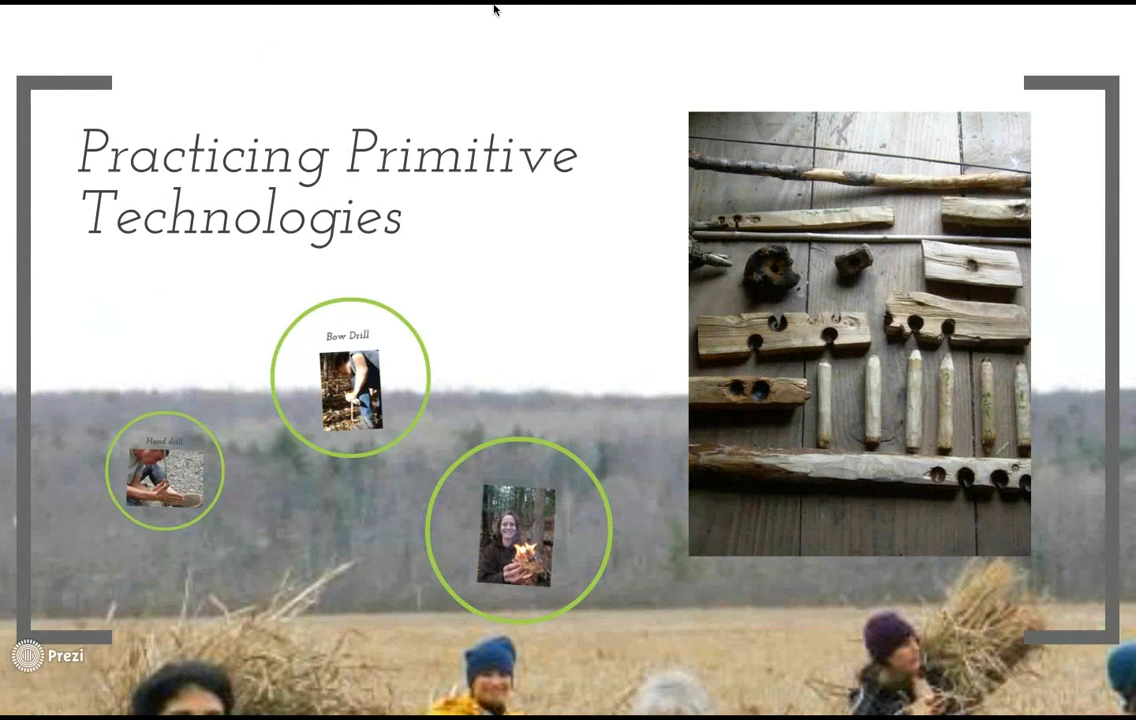 Practicing Primitive
Technologies
Bow Drill
Hand drill
Prezi